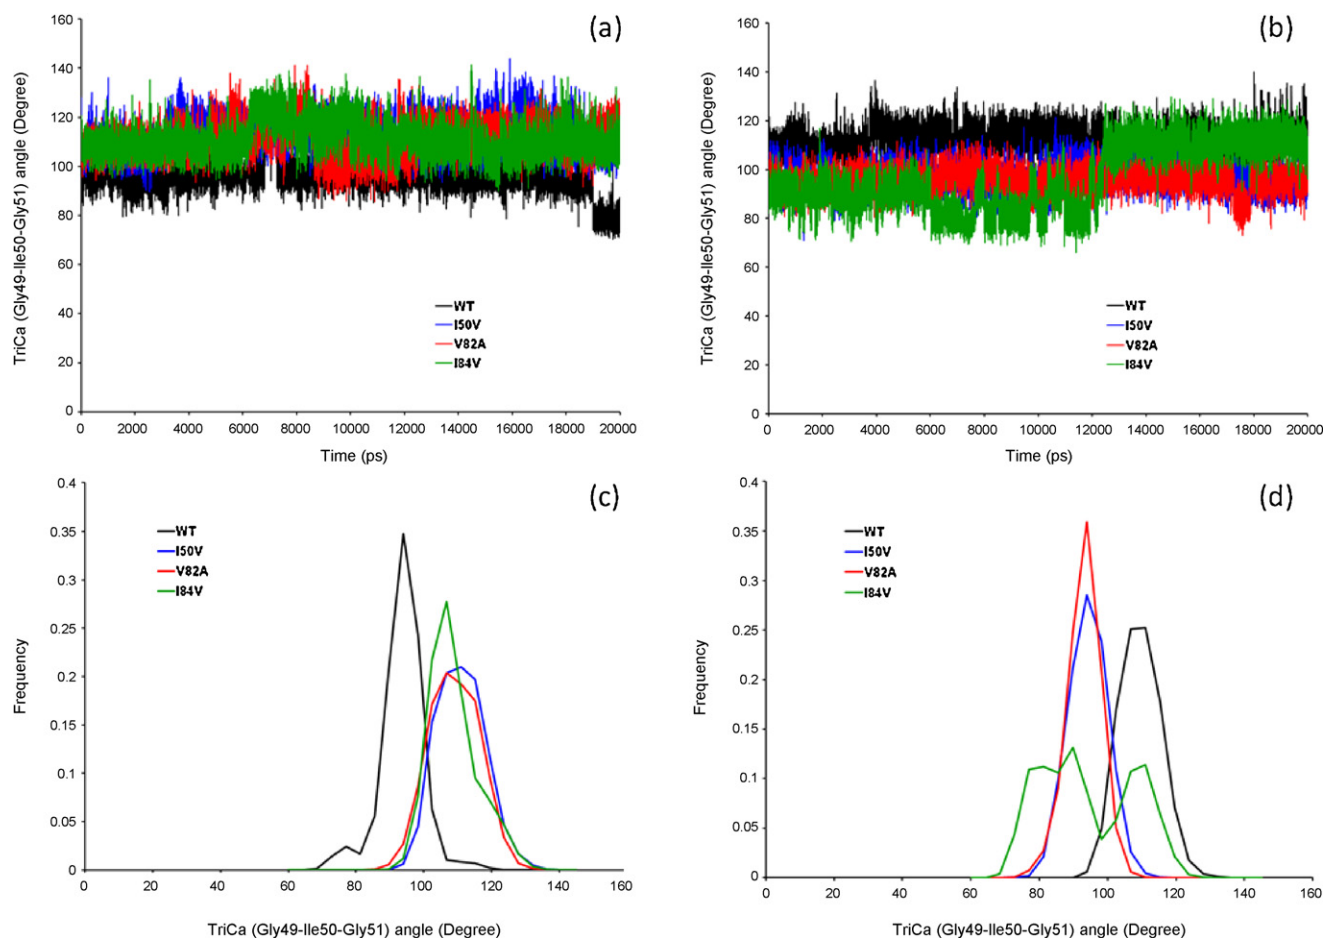 (a)
TriCa (Gly49-Ile50-Gly51) angle (Degree)
160
140
120
100
80
60
40
20
0
WT
I50V
V82A
I84V
0 2000 4000 6000 8000 10000 12000 14000 16000 18000 20000
Time (ps)
(b)
TriCa (Gly49-Ile50-Gly51) angle (Degree)
160
140
120
100
80
60
40
20
0
WT
I50V
V82A
I84V
0 2000 4000 6000 8000 10000 12000 14000 16000 18000 20000
Time (ps)
(c)
Frequency
0.4
0.35
0.3
0.25
0.2
0.15
0.1
0.05
0
WT
I50V
V82A
I84V
0 20 40 60 80 100 120 140 160
TriCa (Gly49-Ile50-Gly51) angle (Degree)
(d)
Frequency
0.4
0.35
0.3
0.25
0.2
0.15
0.1
0.05
0
WT
I50V
V82A
I84V
0 20 40 60 80 100 120 140 160
TriCa (Gly49-Ile50-Gly51) angle (Degree)